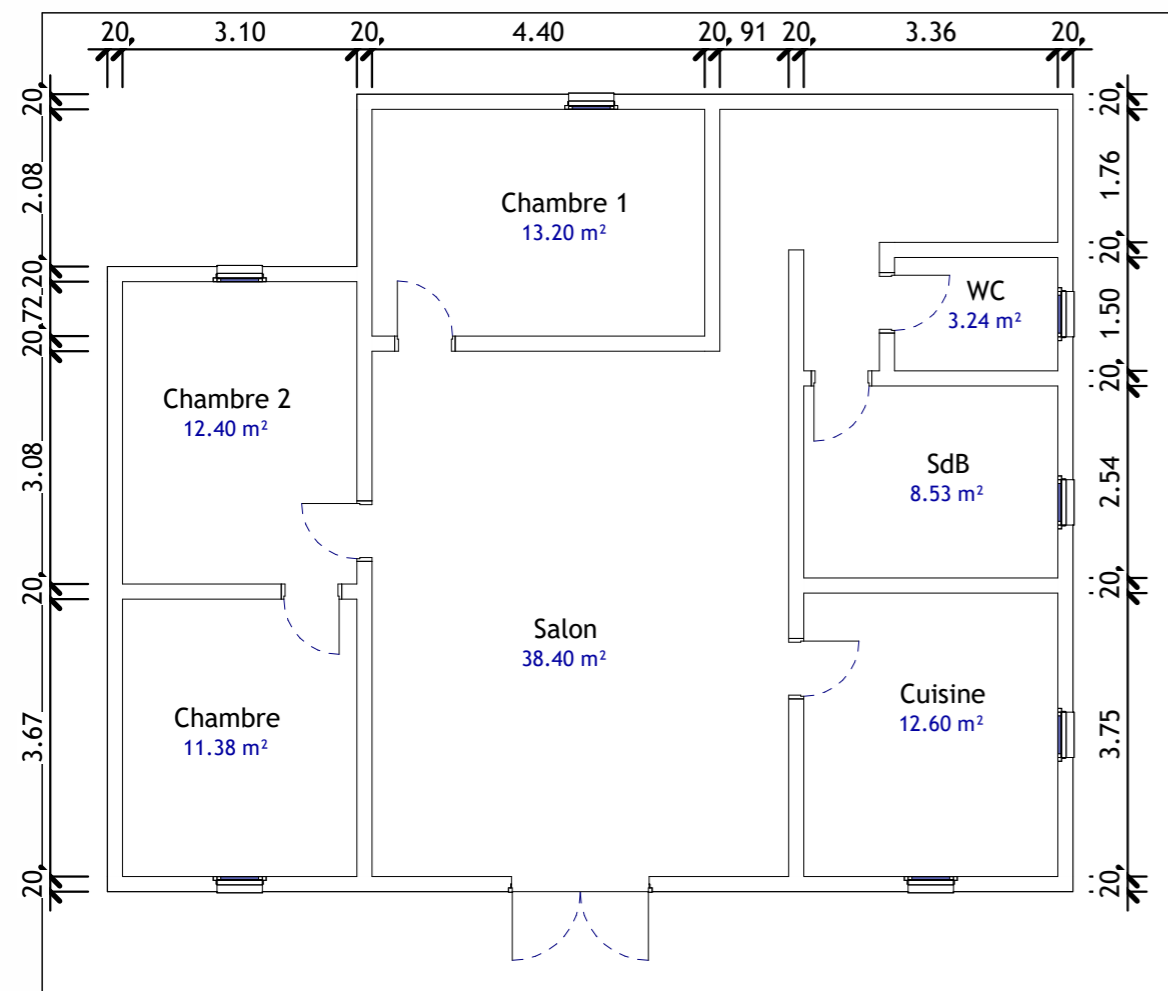 20, 3.10 20, 4.40 20, 91 20, 3.36 20,
20,
2.08
20,
72
20,
3.08
20,
3.67
20,
Chambre 1
13.20 m²
WC
3.24 m²
Chambre 2
12.40 m²
SdB
8.53 m²
Salon
38.40 m²
Cuisine
12.60 m²
Chambre
11.38 m²
20,
1.76
20,
1.50
20,
2.54
20,
3.75
20,